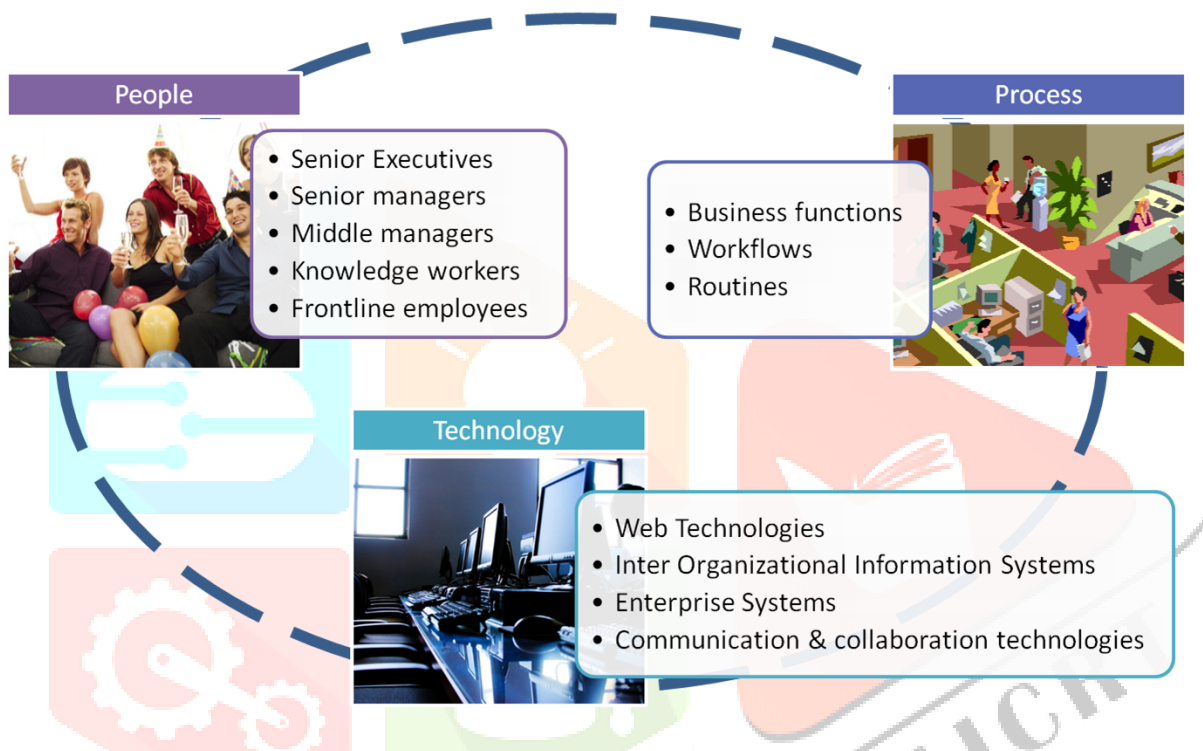 People
• Senior Executives
• Senior managers
• Middle managers
• Knowledge workers
• Frontline employees
Process
• Business functions
• Workflows
• Routines
Technology
• Web Technologies
• Inter Organizational Information Systems
• Enterprise Systems
• Communication & collaboration technologies